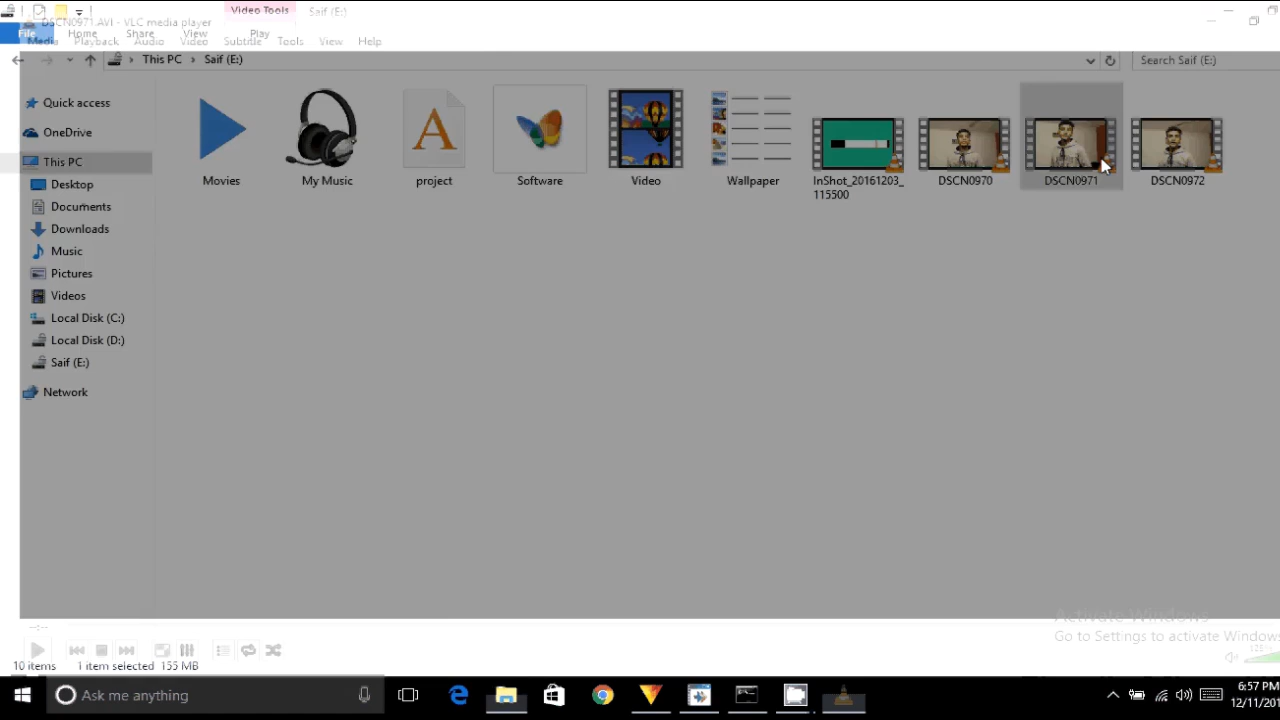 Video Tools
Saif (E:)
DSCN0971.AVI - VLC media player
File Home Share View Play
Media Playback Audio Video Subtitle Tools View Help
This PC Saif (E:)
Search Saif (E:)
Quick access
OneDrive
This PC
Desktop
Documents
Downloads
Music
Pictures
Videos
Local Disk (C:)
Local Disk (D:)
Saif (E:)
Network
Movies
My Music
project
Software
Video
Wallpaper
InShot_20161203_
115500
DSCN0970
DSCN0971
DSCN0972
Activate Windows
Go to Settings to activate Windows
--:--
125%
10 items 1 item selected 155 MB
Ask me anything
6:57 PM
12/11/201